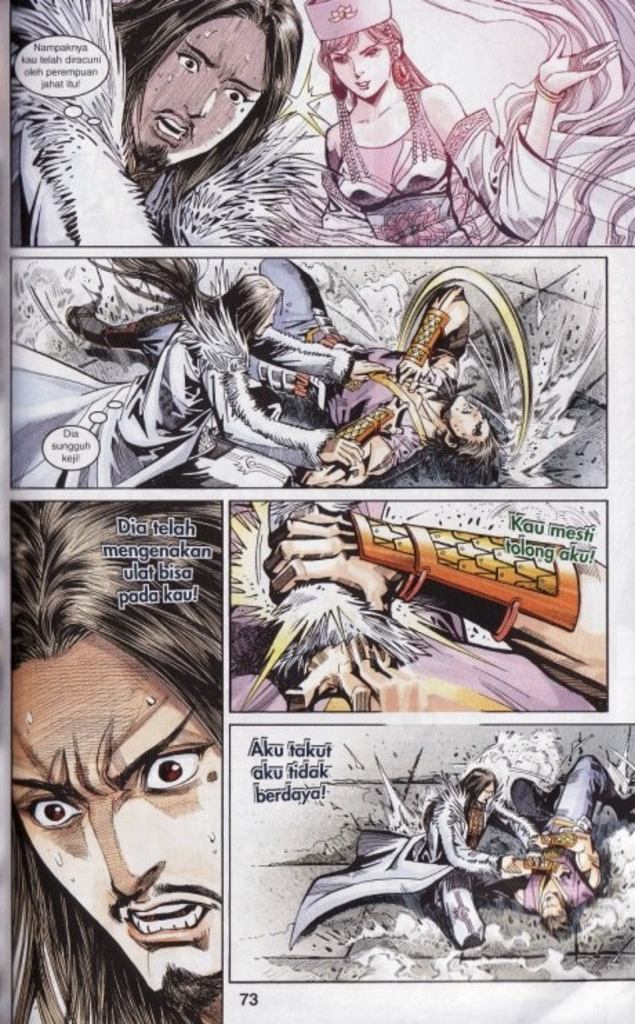 Nampaknya
kau telah diracuni
oleh perempuan
jahat itu!
Dia
sungguh
keji!
Dia telah
mengenakan
ulat bisa
pada kau!
Kau mesti
tolong aku!
Aku takut
aku tidak
berdaya!
73